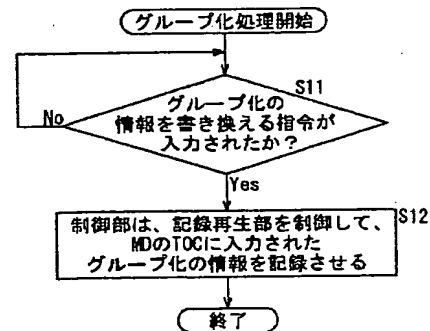 グループ化処理開始
S11
グループ化の
情報を書き換える指令が
入力されたか?
No
Yes
S12
制御部は、記録再生部を制御して、
MDのTOCに入力された
グループ化の情報を記録させる
終了